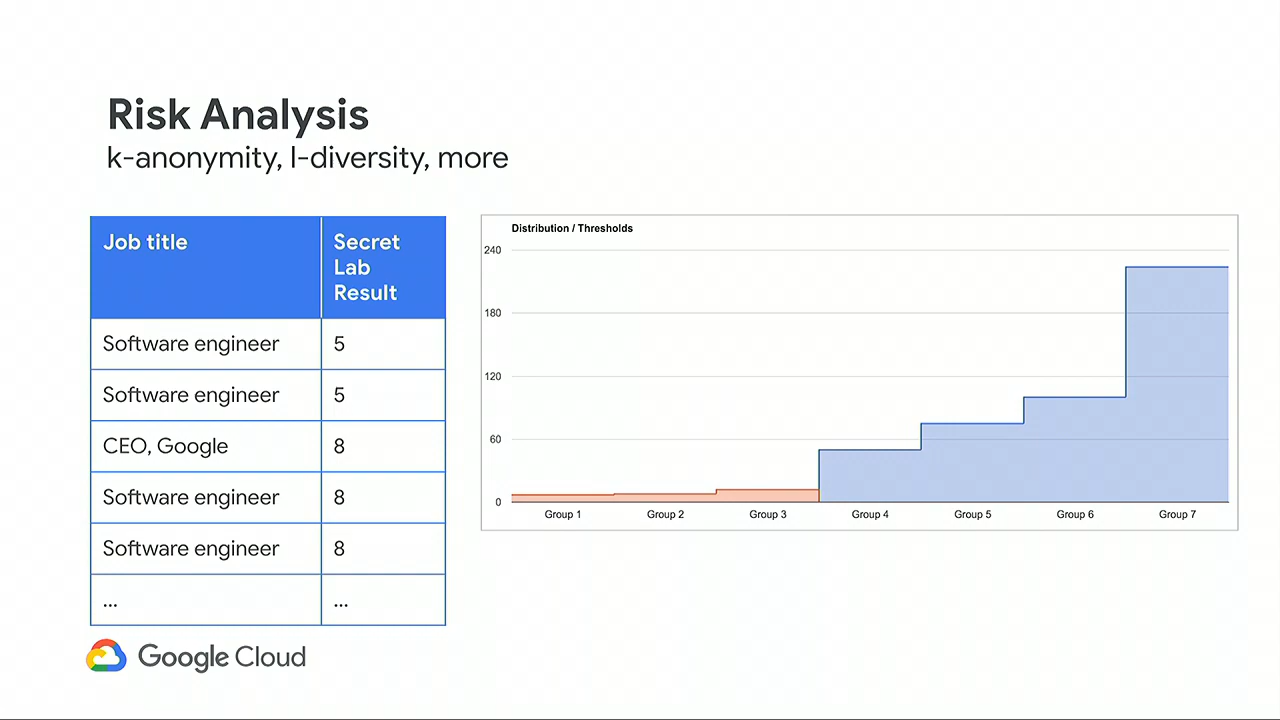 Risk Analysis
k-anonymity, l-diversity, more
Job title
Secret
Lab
Result
Software engineer
5
Software engineer
5
CEO, Google
8
Software engineer
8
Software engineer
8
...
...
Distribution / Thresholds
240
180
120
60
0
Group 1
Group 2
Group 3
Group 4
Group 5
Group 6
Group 7
Google Cloud